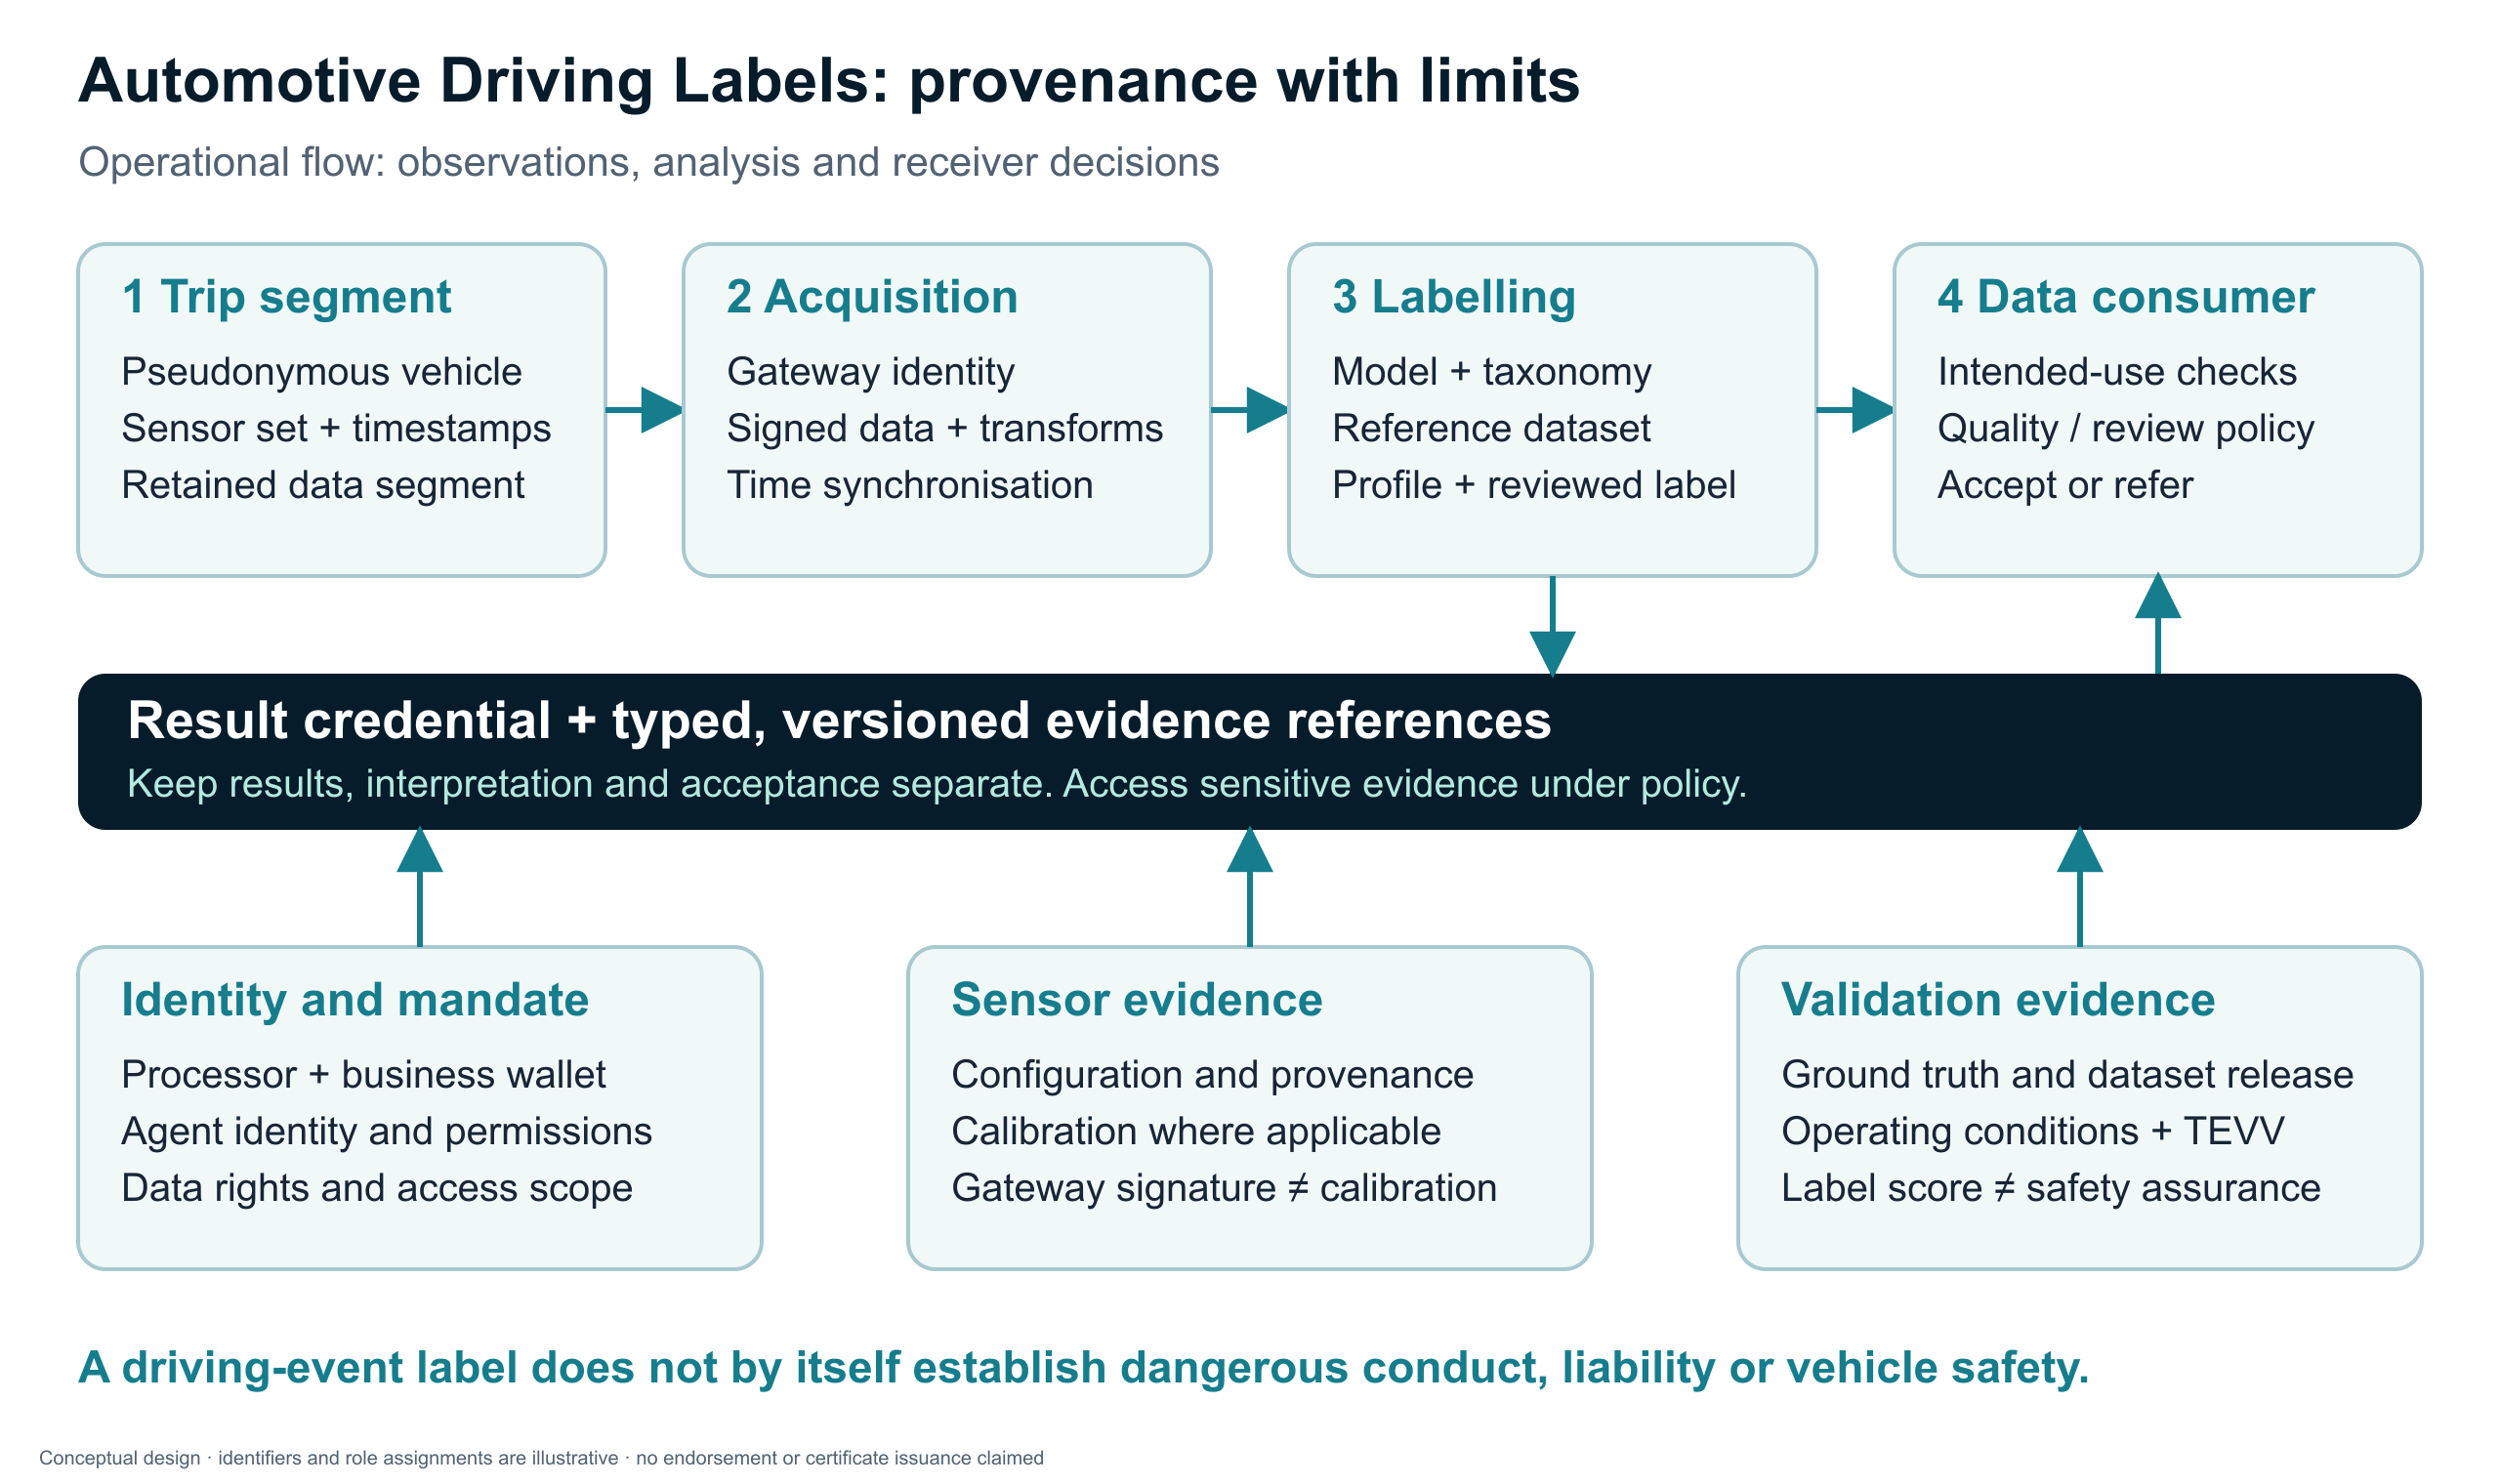 Automotive Driving Labels: provenance with limits
Operational flow: observations, analysis and receiver decisions
1 Trip segment
Pseudonymous vehicle
Sensor set + timestamps
Retained data segment
2 Acquisition
Gateway identity
Signed data + transforms
Time synchronisation
3 Labelling
Model + taxonomy
Reference dataset
Profile + reviewed label
4 Data consumer
Intended-use checks
Quality / review policy
Accept or refer
Result credential + typed, versioned evidence references
Keep results, interpretation and acceptance separate. Access sensitive evidence under policy.
Identity and mandate
Processor + business wallet
Agent identity and permissions
Data rights and access scope
Sensor evidence
Configuration and provenance
Calibration where applicable
Gateway signature ≠ calibration
Validation evidence
Ground truth and dataset release
Operating conditions + TEVV
Label score ≠ safety assurance
A driving-event label does not by itself establish dangerous conduct, liability or vehicle safety.
Conceptual design · identifiers and role assignments are illustrative · no endorsement or certificate issuance claimed